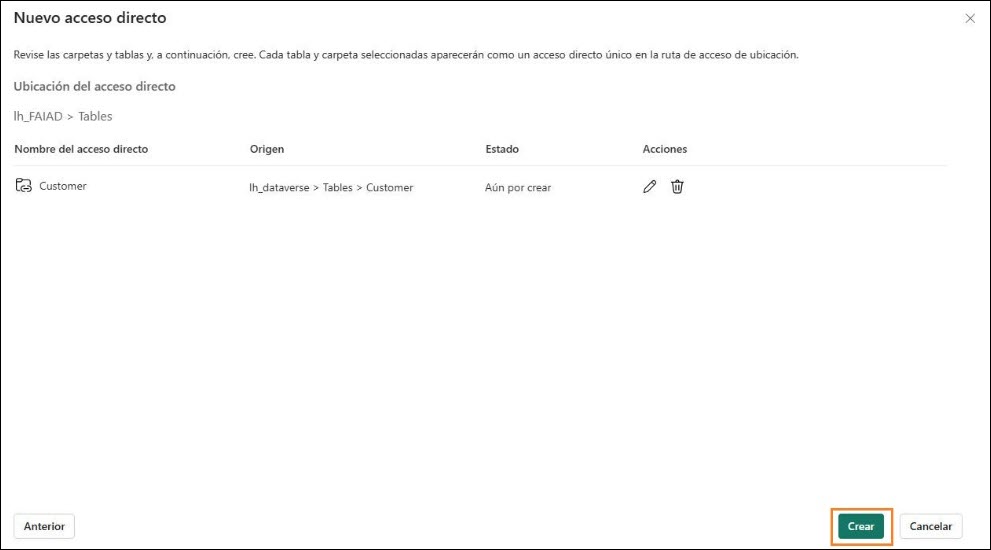 Nuevo acceso directo
Revise las carpetas y tablas y, a continuación, cree. Cada tabla y carpeta seleccionadas aparecerán como un acceso directo único en la ruta de acceso de ubicación.
Ubicación del acceso directo
lh_FAIAD > Tables
Nombre del acceso directo Origen Estado Acciones
Customer lh_dataverse > Tables > Customer Aún por crear
Anterior Crear Cancelar